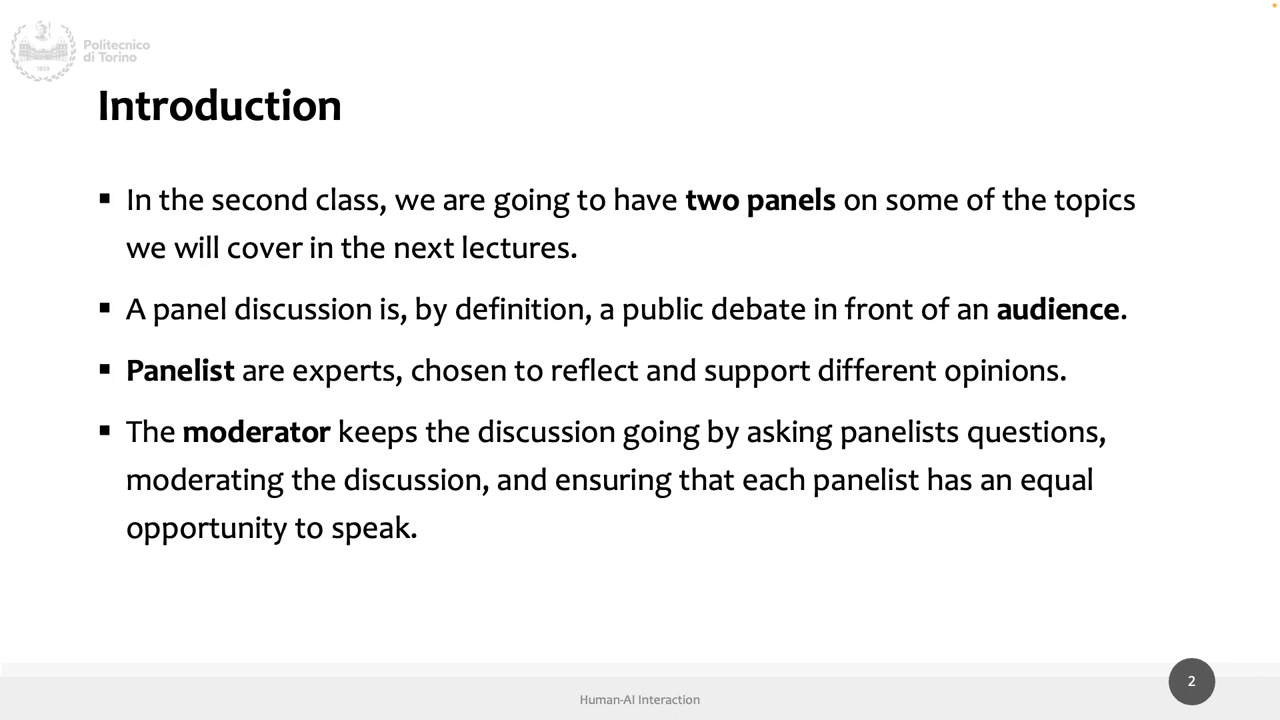 Politecnico
di Torino
1859
Introduction
▪ In the second class, we are going to have two panels on some of the topics
we will cover in the next lectures.
▪ A panel discussion is, by definition, a public debate in front of an audience.
▪ Panelist are experts, chosen to reflect and support different opinions.
▪ The moderator keeps the discussion going by asking panelists questions,
moderating the discussion, and ensuring that each panelist has an equal
opportunity to speak.
2
Human-AI Interaction